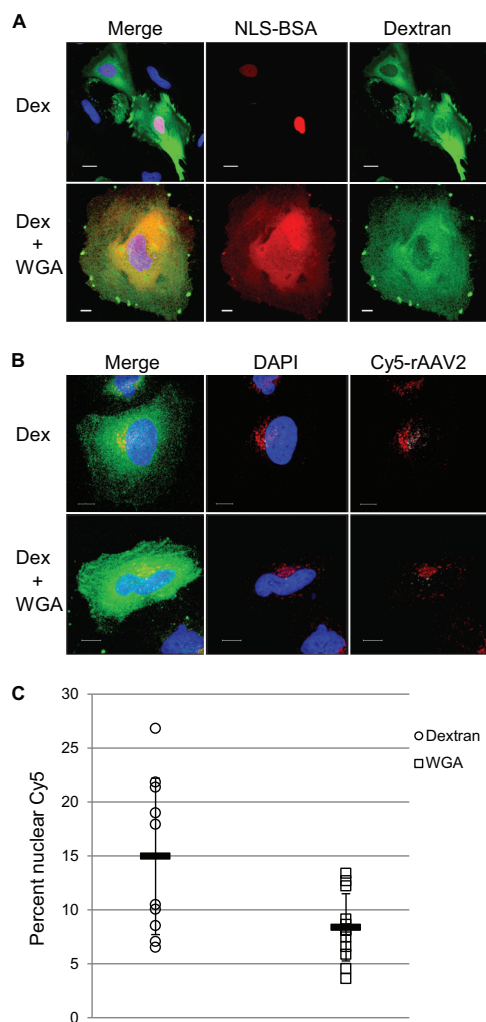 A
Merge NLS-BSA Dextran
Dex
Dex
+
WGA
B
Merge DAPI Cy5-rAAV2
Dex
Dex
+
WGA
C
Percent nuclear Cy5
30
25
20
15
10
5
0
Dextran
WGA